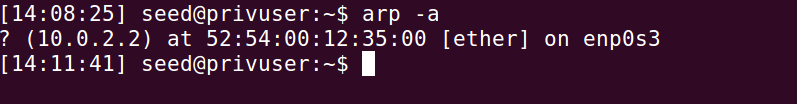 [14:08:25] seed@privuser:~$ arp -a
? (10.0.2.2) at 52:54:00:12:35:00 [ether] on enp0s3
[14:11:41] seed@privuser:~$